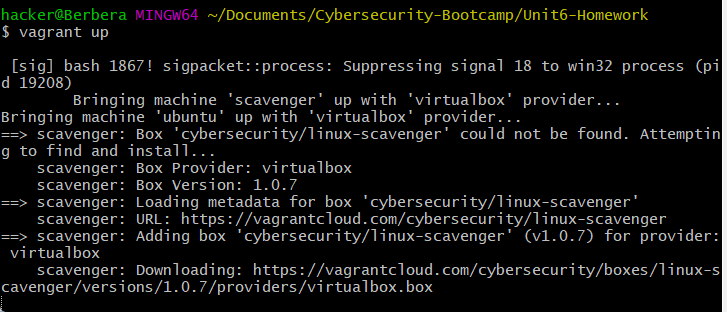 hacker@Berbera MINGW64 ~/Documents/Cybersecurity-Bootcamp/Unit6-Homework
$ vagrant up
[sig] bash 1867! sigpacket::process: Suppressing signal 18 to win32 process (pi
d 19208)
Bringing machine 'scavenger' up with 'virtualbox' provider...
Bringing machine 'ubuntu' up with 'virtualbox' provider...
==> scavenger: Box 'cybersecurity/linux-scavenger' could not be found. Attemptin
g to find and install...
scavenger: Box Provider: virtualbox
scavenger: Box Version: 1.0.7
==> scavenger: Loading metadata for box 'cybersecurity/linux-scavenger'
scavenger: URL: https://vagrantcloud.com/cybersecurity/linux-scavenger
==> scavenger: Adding box 'cybersecurity/linux-scavenger' (v1.0.7) for provider:
virtualbox
scavenger: Downloading: https://vagrantcloud.com/cybersecurity/boxes/linux-s
cavenger/versions/1.0.7/providers/virtualbox.box